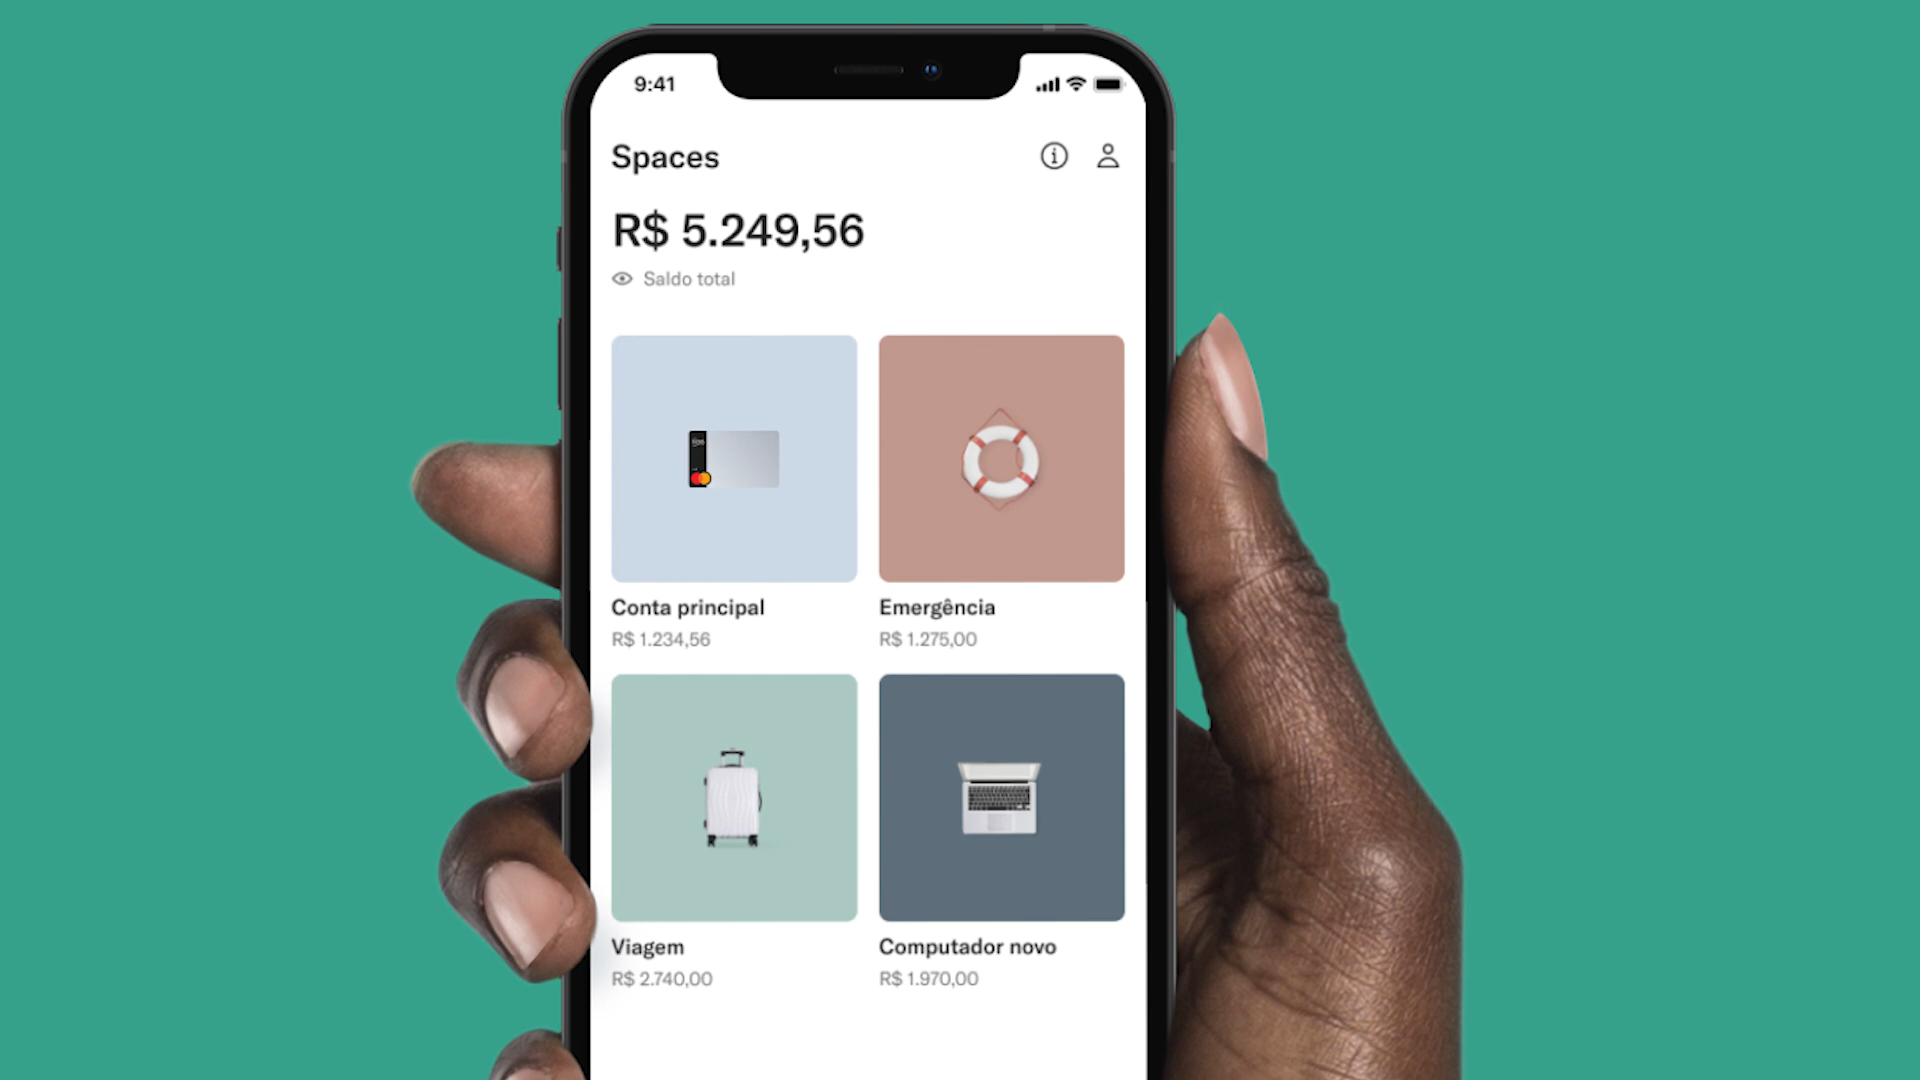 9:41
Spaces
R$ 5.249,56
Saldo total
Conta principal
Emergência
R$ 1.234,56
R$ 1.275,00
Viagem
Computador novo
R$ 2.740,00
R$ 1.970,00